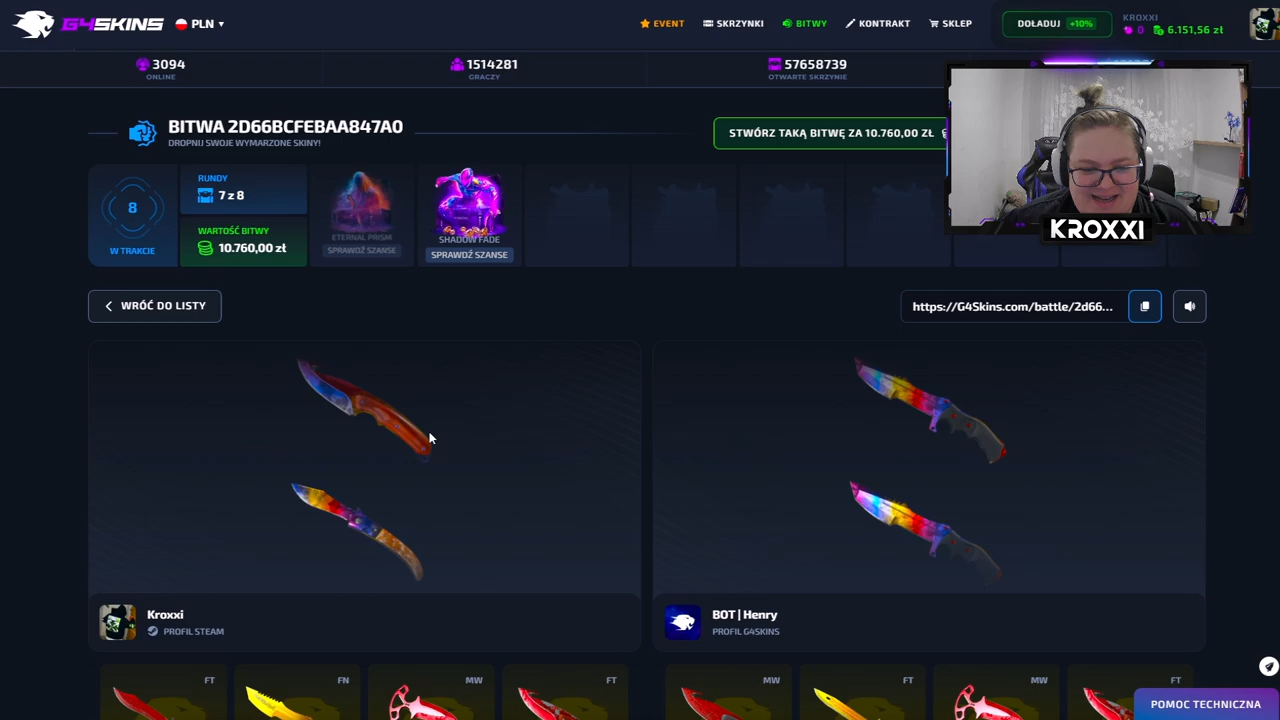 G4SKINS
PLN
EVENT
SKRZYNKI
BITWY
KONTRAKT
SKLEP
DOŁADUJ +10%
KROXXI
0 6.151,56 zł
3094
ONLINE
1514281
GRACZY
57658739
OTWARTE SKRZYNIE
BITWA 2D66BCFEBAA847A0
DROPNIJ SWOJE WYMARZONE SKINY!
STWÓRZ TAKĄ BITWĘ ZA 10.760,00 ZŁ
KROXXI
8
W TRAKCIE
RUNDY
7 z 8
WARTOŚĆ BITWY
10.760,00 zł
ETERNAL PRISM
SPRAWDŹ SZANSE
SHADOW FADE
SPRAWDŹ SZANSE
WRÓĆ DO LISTY
https://G4Skins.com/battle/2d66...
Kroxxi
PROFIL STEAM
BOT | Henry
PROFIL G4SKINS
FT
FN
MW
FT
MW
FT
MW
FT
POMOC TECHNICZNA